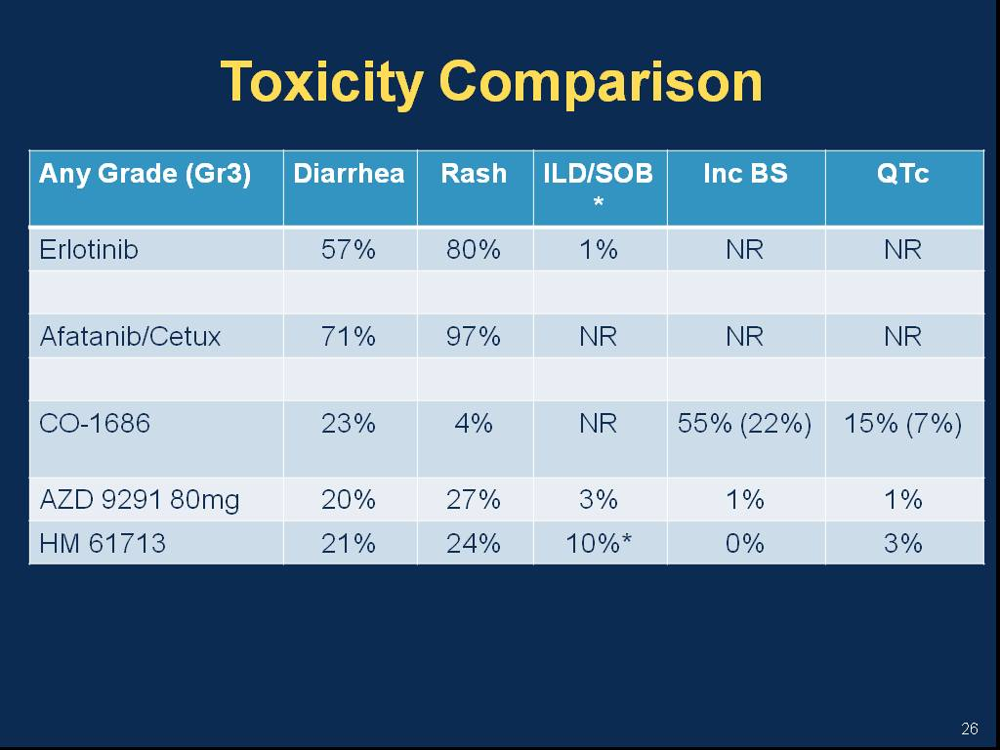 Toxicity Comparison
Any Grade (Gr3) Diarrhea Rash ILD/SOB Inc BS QTc
*
Erlotinib 57% 80% 1% NR NR
Afatanib/Cetux 71% 97% NR NR NR
CO-1686 23% 4% NR 55% (22%) 15% (7%)
AZD 9291 80mg 20% 27% 3% 1% 1%
HM 61713 21% 24% 10%* 0% 3%
26